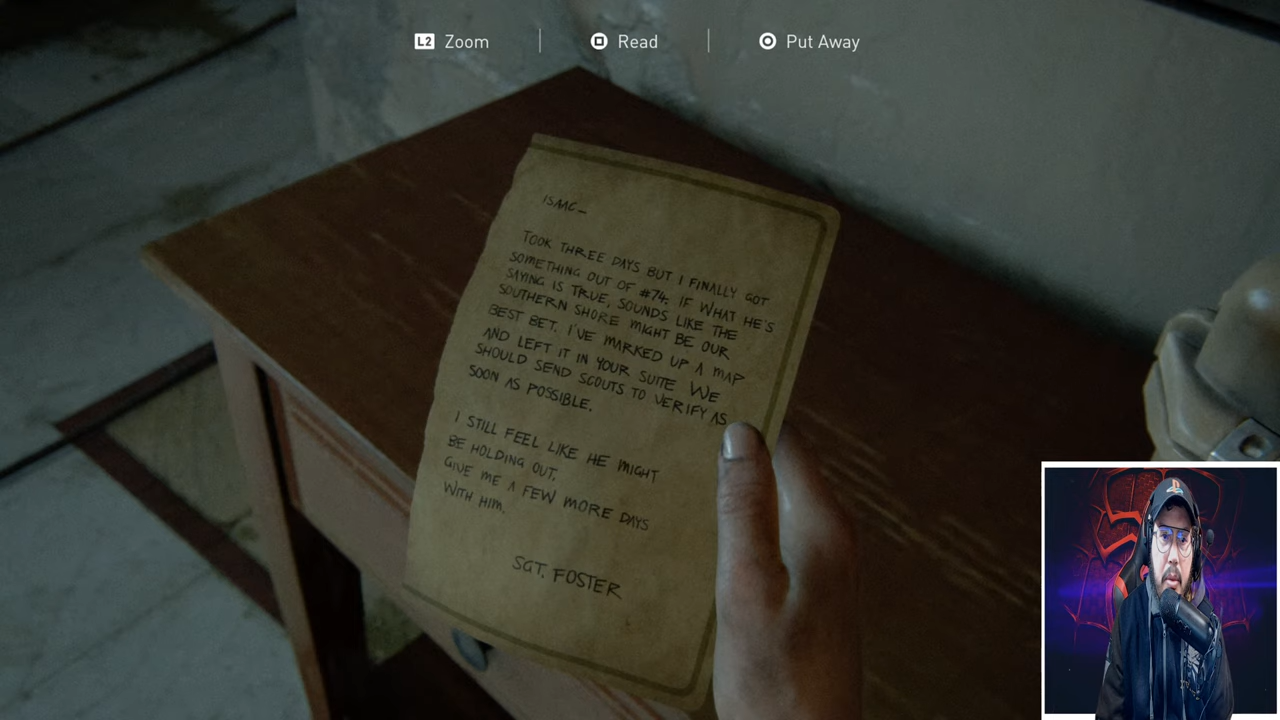 L2 Zoom
Read
Put Away
ISAAC_
TOOK THREE DAYS BUT I FINALLY GOT
SOMETHING OUT OF #74. IF WHAT HE'S
SAYING IS TRUE, SOUNDS LIKE THE
SOUTHERN SHORE MIGHT BE OUR
BEST BET. I'VE MARKED UP A MAP
AND LEFT IT IN YOUR SUITE. WE
SHOULD SEND SCOUTS TO VERIFY AS
SOON AS POSSIBLE.
I STILL FEEL LIKE HE MIGHT
BE HOLDING OUT.
GIVE ME A FEW MORE DAYS
WITH HIM.
SGT. FOSTER